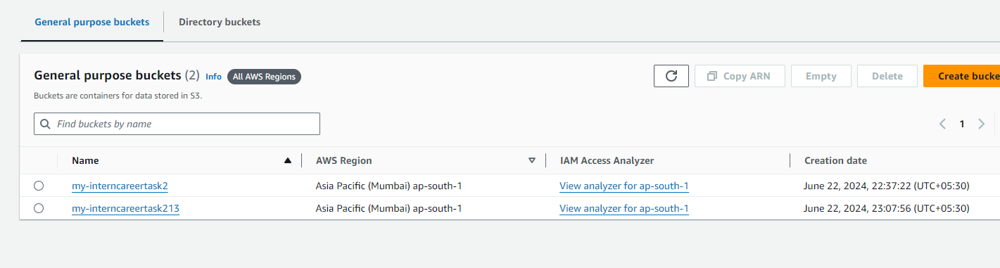 General purpose buckets Directory buckets
General purpose buckets (2) Info All AWS Regions Copy ARN Empty Delete Create bucke
Buckets are containers for data stored in S3.
Find buckets by name 1
Name AWS Region IAM Access Analyzer Creation date
my-interncareertask2 Asia Pacific (Mumbai) ap-south-1 View analyzer for ap-south-1 June 22, 2024, 22:37:22 (UTC+05:30)
my-interncareertask213 Asia Pacific (Mumbai) ap-south-1 View analyzer for ap-south-1 June 22, 2024, 23:07:56 (UTC+05:30)